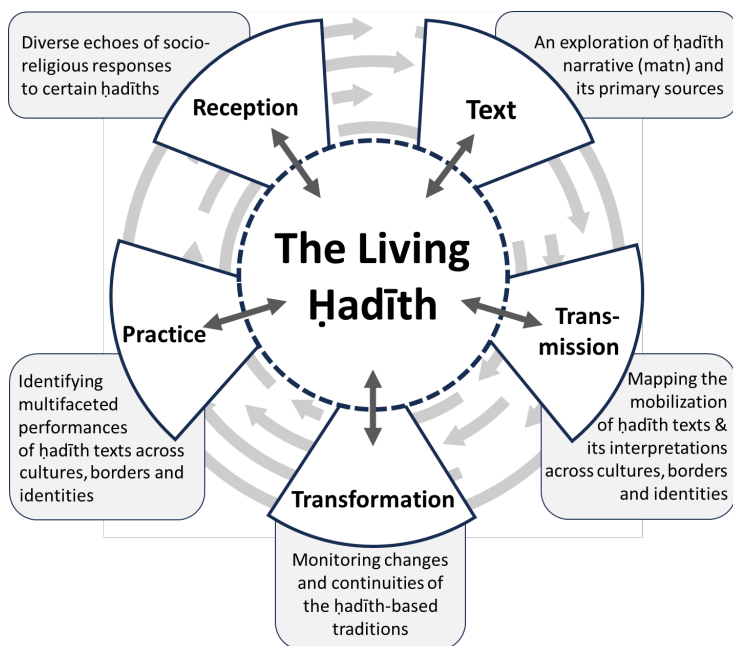 Diverse echoes of socio-
religious responses
to certain ḥadīths
Reception
An exploration of ḥadīth
narrative (matn) and
its primary sources
Text
The Living
Ḥadīth
Practice
Identifying
multifaceted
performances
of ḥadīth texts across
cultures, borders and
identities
Trans-
mission
Mapping the
mobilization
of ḥadīth texts &
its interpretations
across cultures, borders
and identities
Transformation
Monitoring changes
and continuities of
the ḥadīth-based
traditions